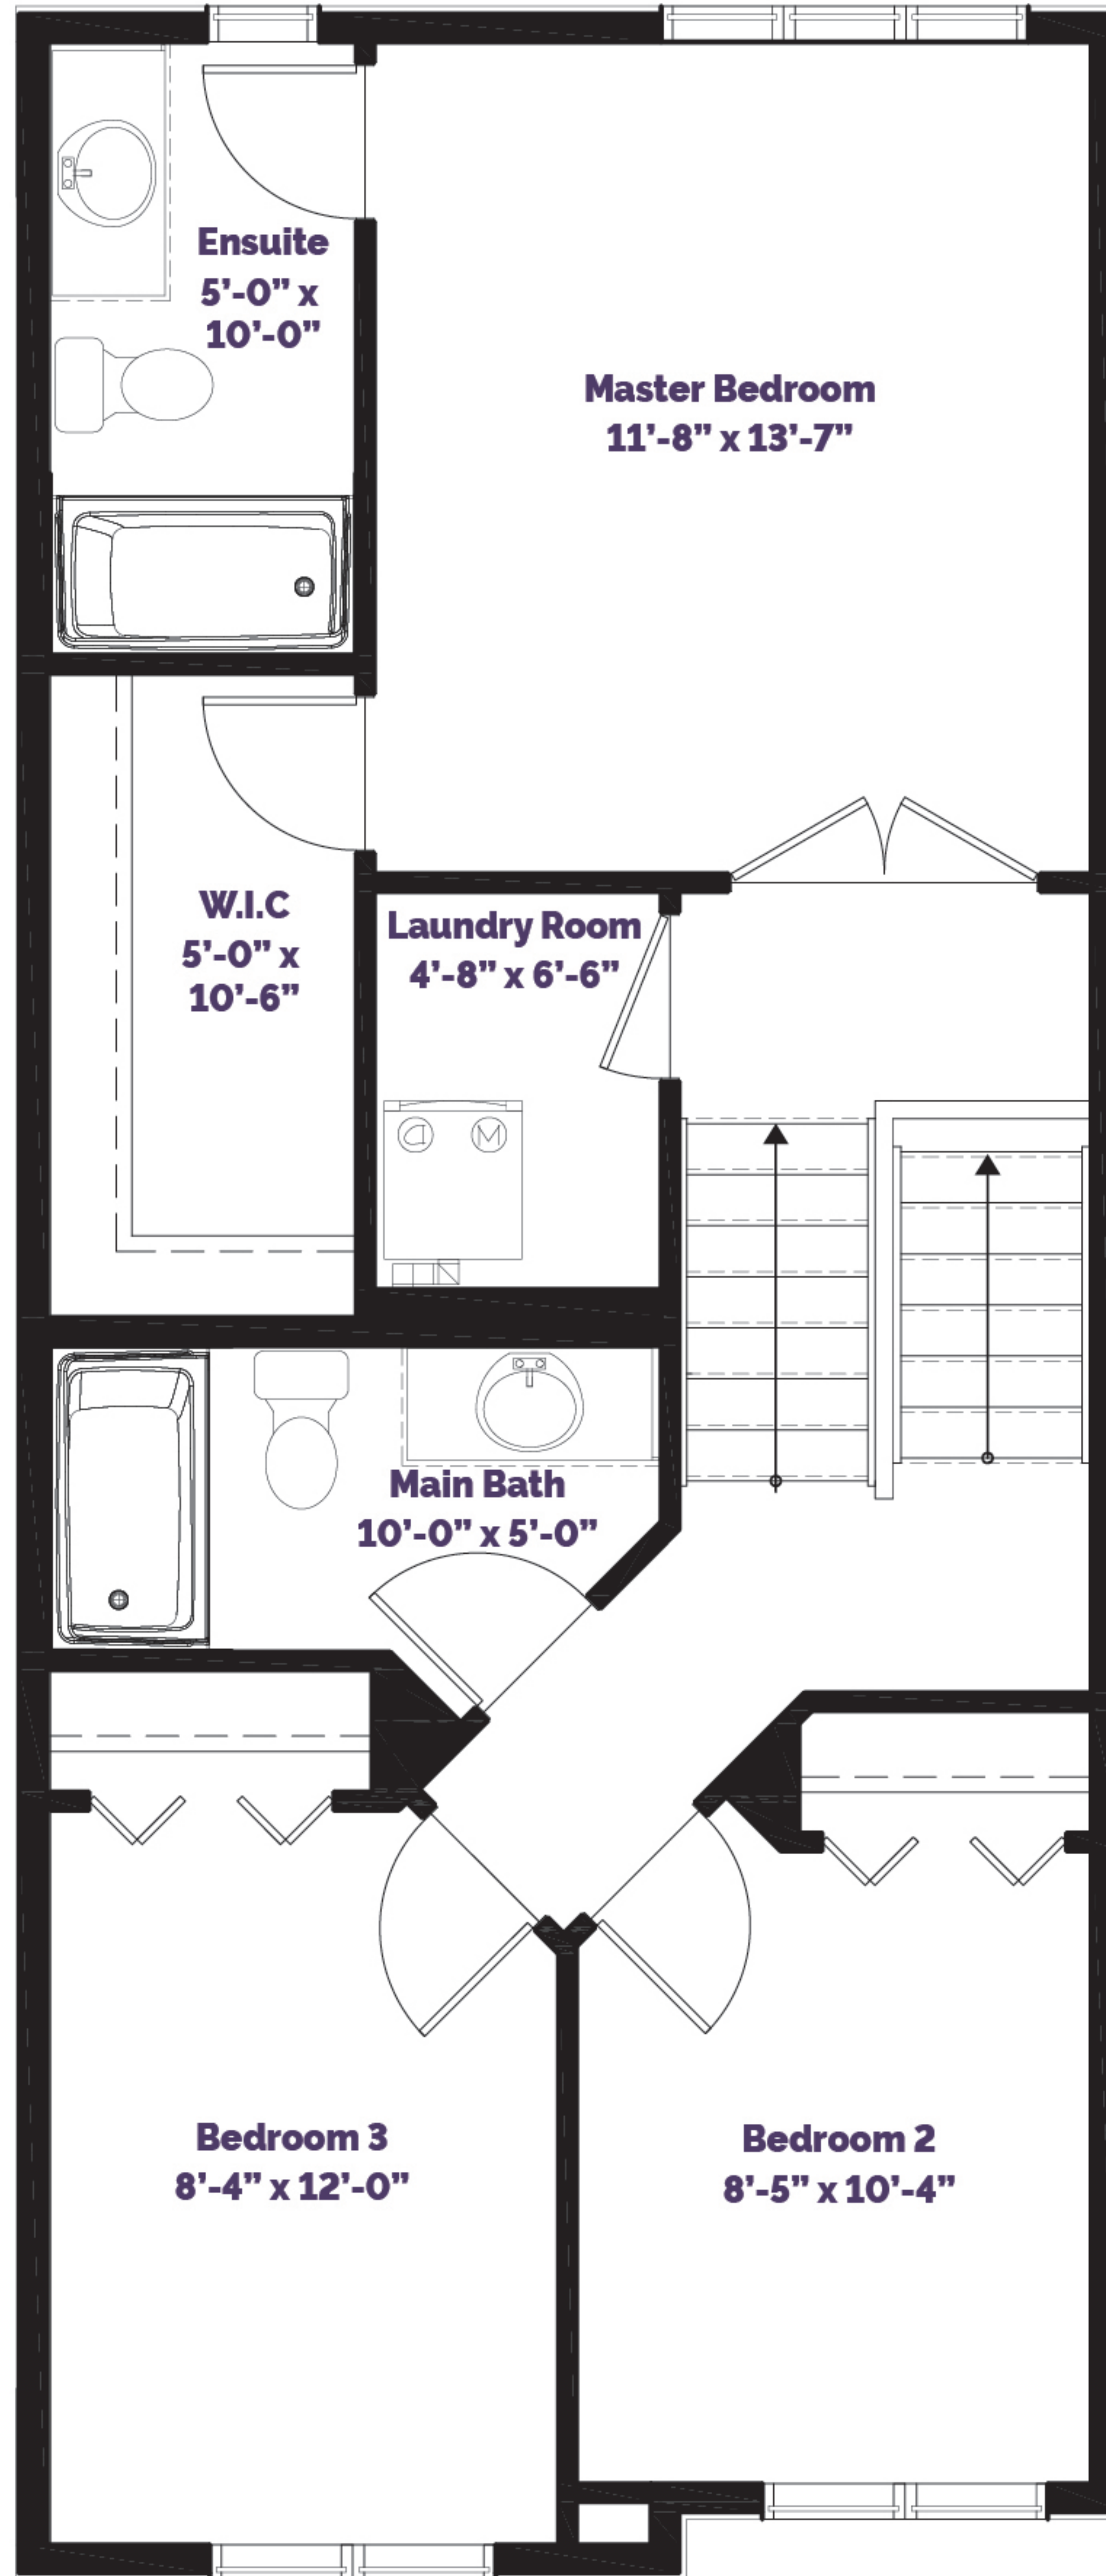 Ensuite
5’-0” x
10’-0”
Master Bedroom
11’-8” x 13’-7”
W.I.C
5’-0” x
10’-6”
Laundry Room
4’-8” x 6’-6”
D M
Main Bath
10’-0” x 5’-0”
Bedroom 3
8’-4” x 12’-0”
Bedroom 2
8’-5” x 10’-4”